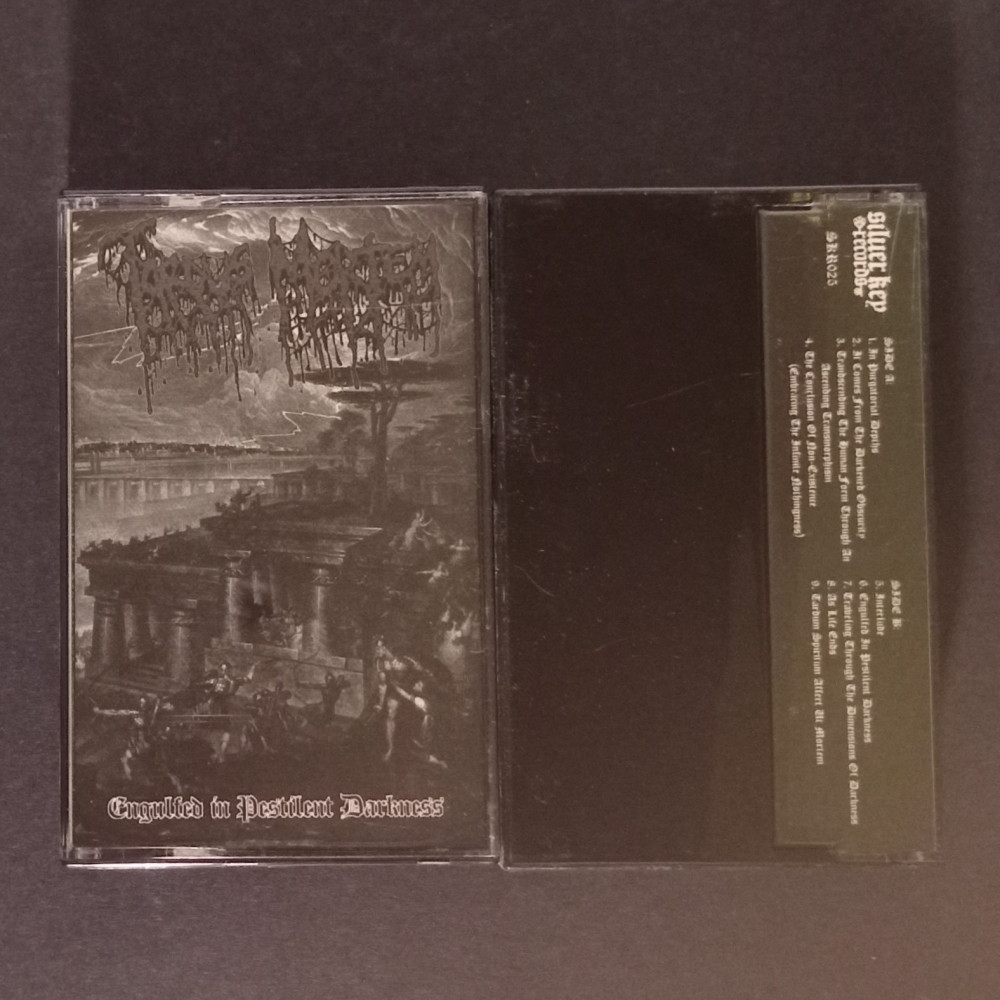 Engulfed in Pestilent Darkness
silver key
records
SKR025
SIDE A:
1. In Purgatorial Depths
2. It Comes From The Darkened Obscurity
3. Transcending The Human Form Through An
Ascending Transmorphism
4. The Conclusion Of Non-Existence
(Embracing The Infinite Nothingness)
SIDE B:
5. Interlude
6. Engulfed In Pestilent Darkness
7. Traveling Through The Dimensions Of Darkness
8. As Life Ends
9. Tardum Spiritum Affert Ut Mortem